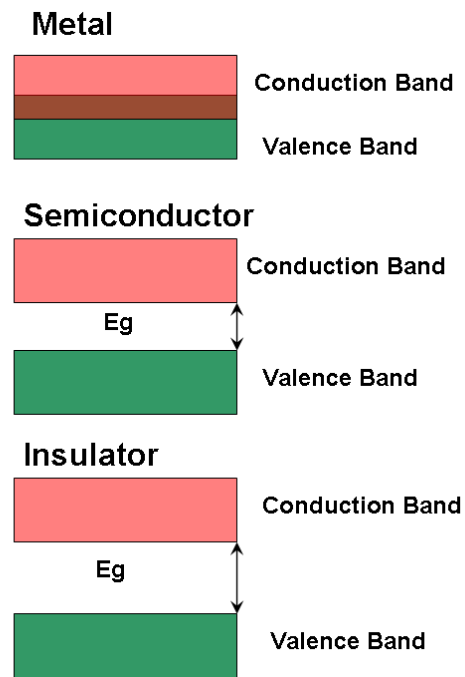 Metal
Conduction Band
Valence Band
Semiconductor
Conduction Band
Eg
Valence Band
Insulator
Conduction Band
Eg
Valence Band